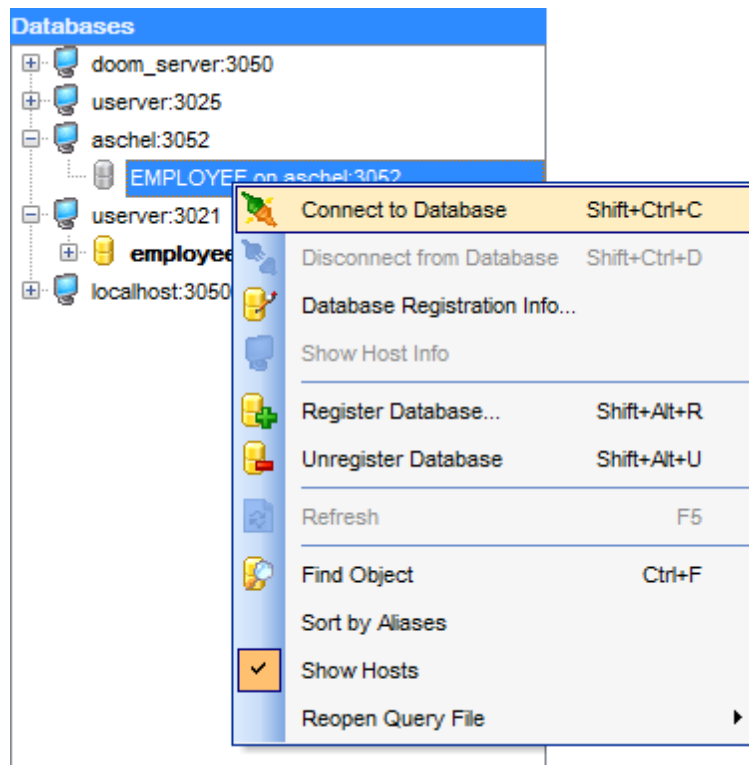 Databases
doom_server:3050
userver:3025
aschel:3052
EMPLOYEE on aschel:3052
userver:3021
employee
localhost:3050
Connect to Database Shift+Ctrl+C
Disconnect from Database Shift+Ctrl+D
Database Registration Info...
Show Host Info
Register Database... Shift+Alt+R
Unregister Database Shift+Alt+U
Refresh F5
Find Object Ctrl+F
Sort by Aliases
Show Hosts
Reopen Query File